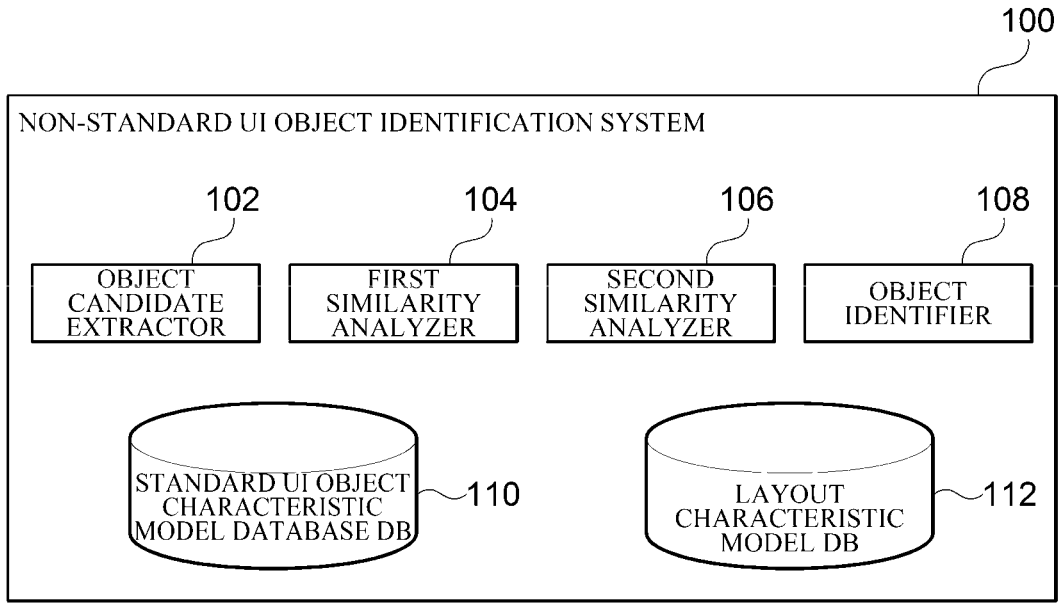 100
NON-STANDARD UI OBJECT IDENTIFICATION SYSTEM
102
104
106
108
OBJECT
CANDIDATE
EXTRACTOR
FIRST
SIMILARITY
ANALYZER
SECOND
SIMILARITY
ANALYZER
OBJECT
IDENTIFIER
STANDARD UI OBJECT
CHARACTERISTIC
MODEL DATABASE DB
110
LAYOUT
CHARACTERISTIC
MODEL DB
112